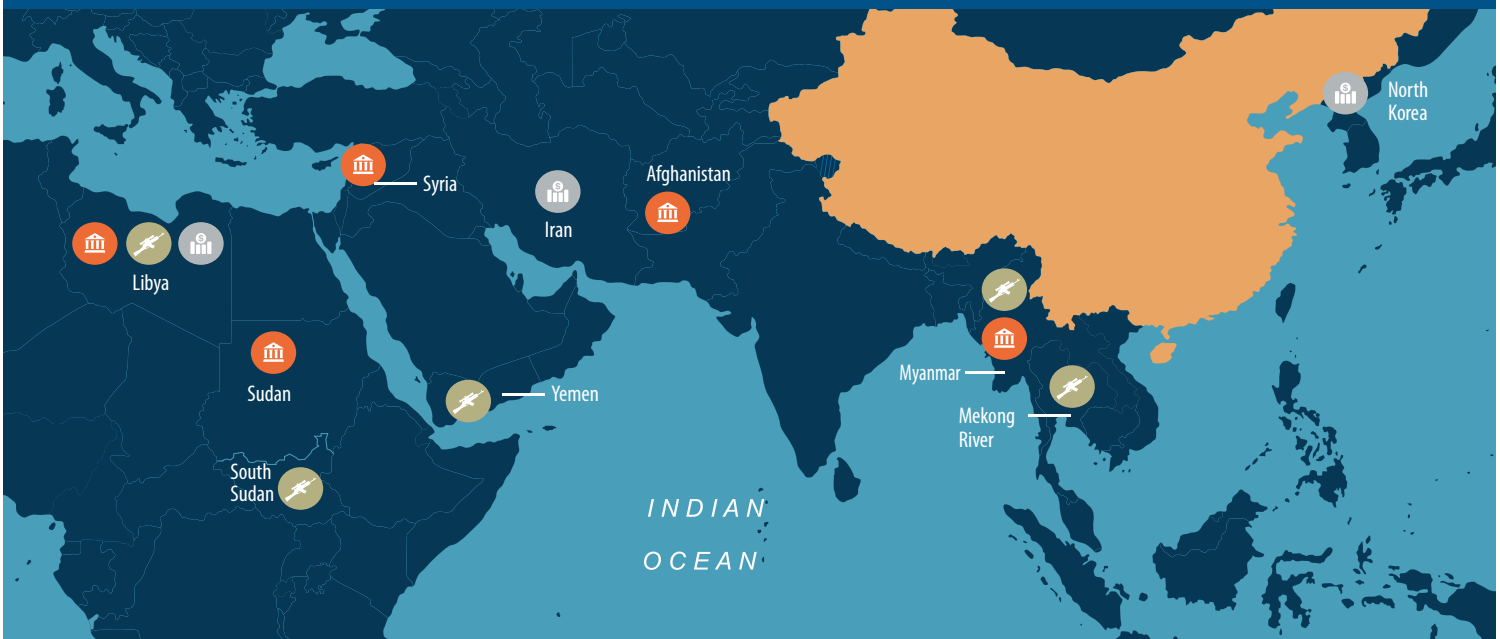 North
Korea
Afghanistan
Syria
Iran
Libya
Sudan
Myanmar
Yemen
Mekong
River
South
Sudan
INDIAN
OCEAN